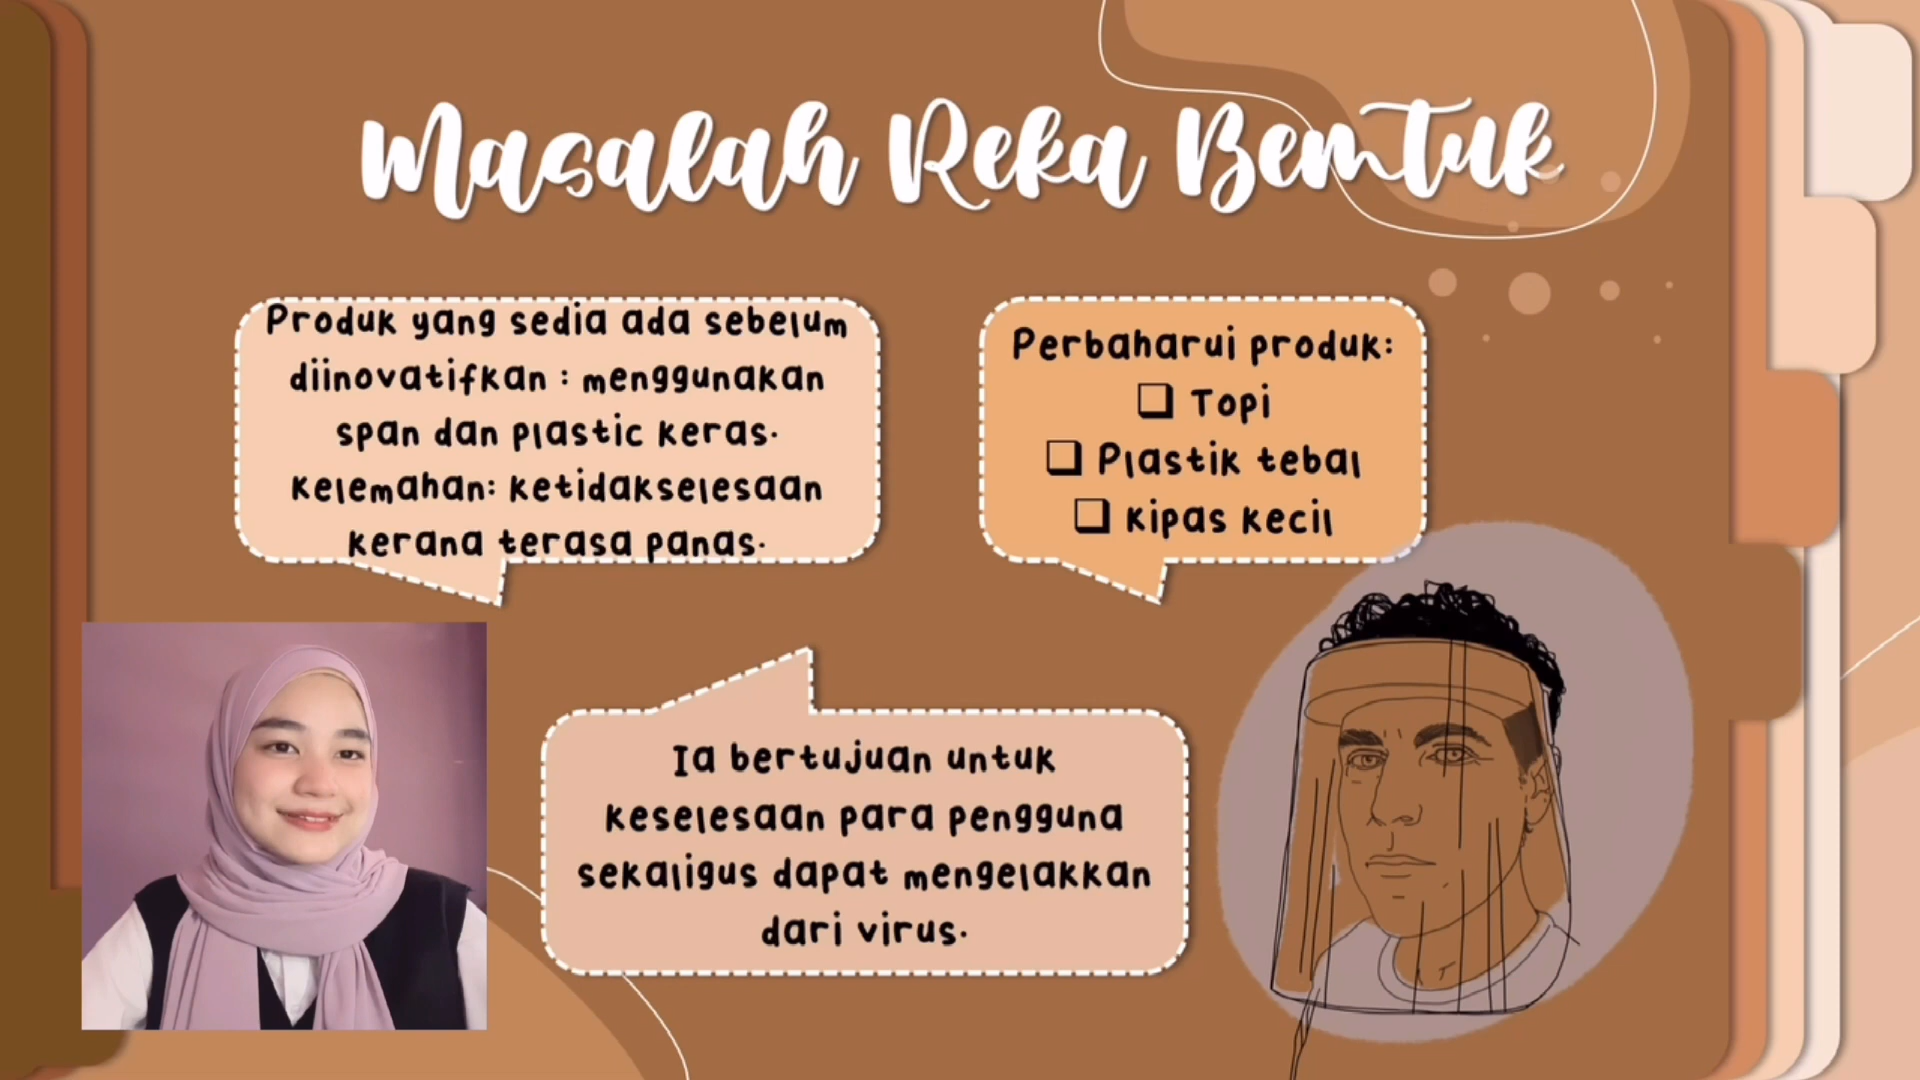 Masalah Reka Bemtuk
Produk yang sedia ada sebelum
diinovatifkan : menggunakan
span dan plastic keras.
Kelemahan: ketidakselesaan
kerana terasa panas.
Perbaharui produk:
❑ Topi
❑ Plastik tebal
❑ Kipas kecil
Ia bertujuan untuk
keselesaan para pengguna
sekaligus dapat mengelakkan
dari virus.